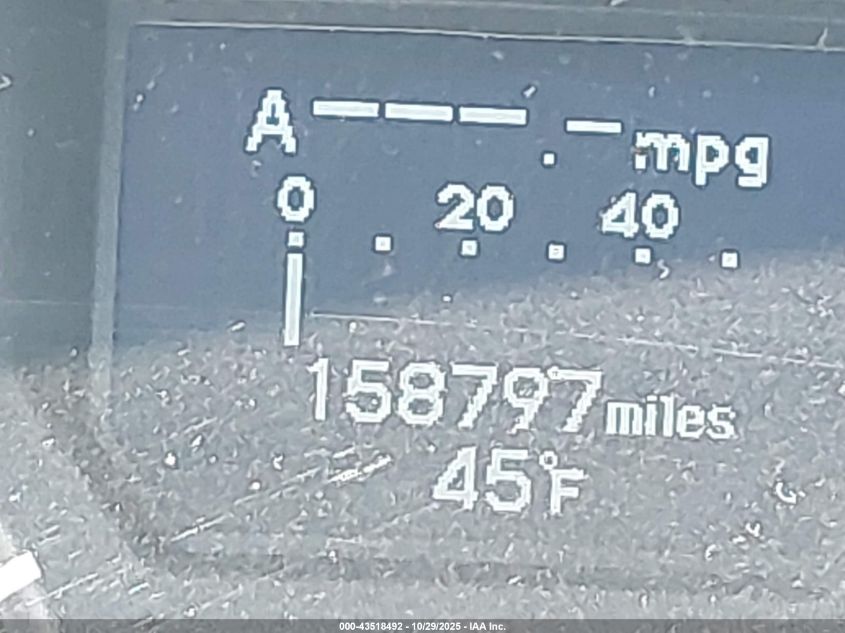 A ---.- mpg
0 20 40
158797 miles
45°F
000-43518492 - 10/29/2025 - IAA Inc.